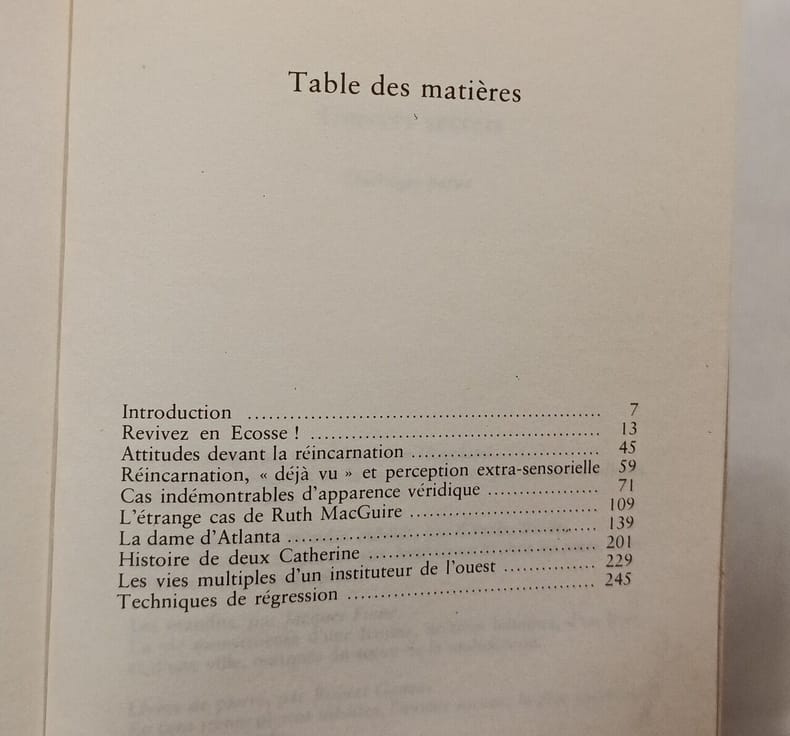 Table des matières
Introduction ........ 7
Revivez en Ecosse ! ........ 13
Attitudes devant la réincarnation ........ 45
Réincarnation, « déjà vu » et perception extra-sensorielle 59
Cas indémontrables d'apparence véridique ........ 71
L'étrange cas de Ruth MacGuire ........ 109
La dame d'Atlanta ........ 139
Histoire de deux Catherine ........ 201
Les vies multiples d'un instituteur de l'ouest ........ 229
Techniques de régression ........ 245